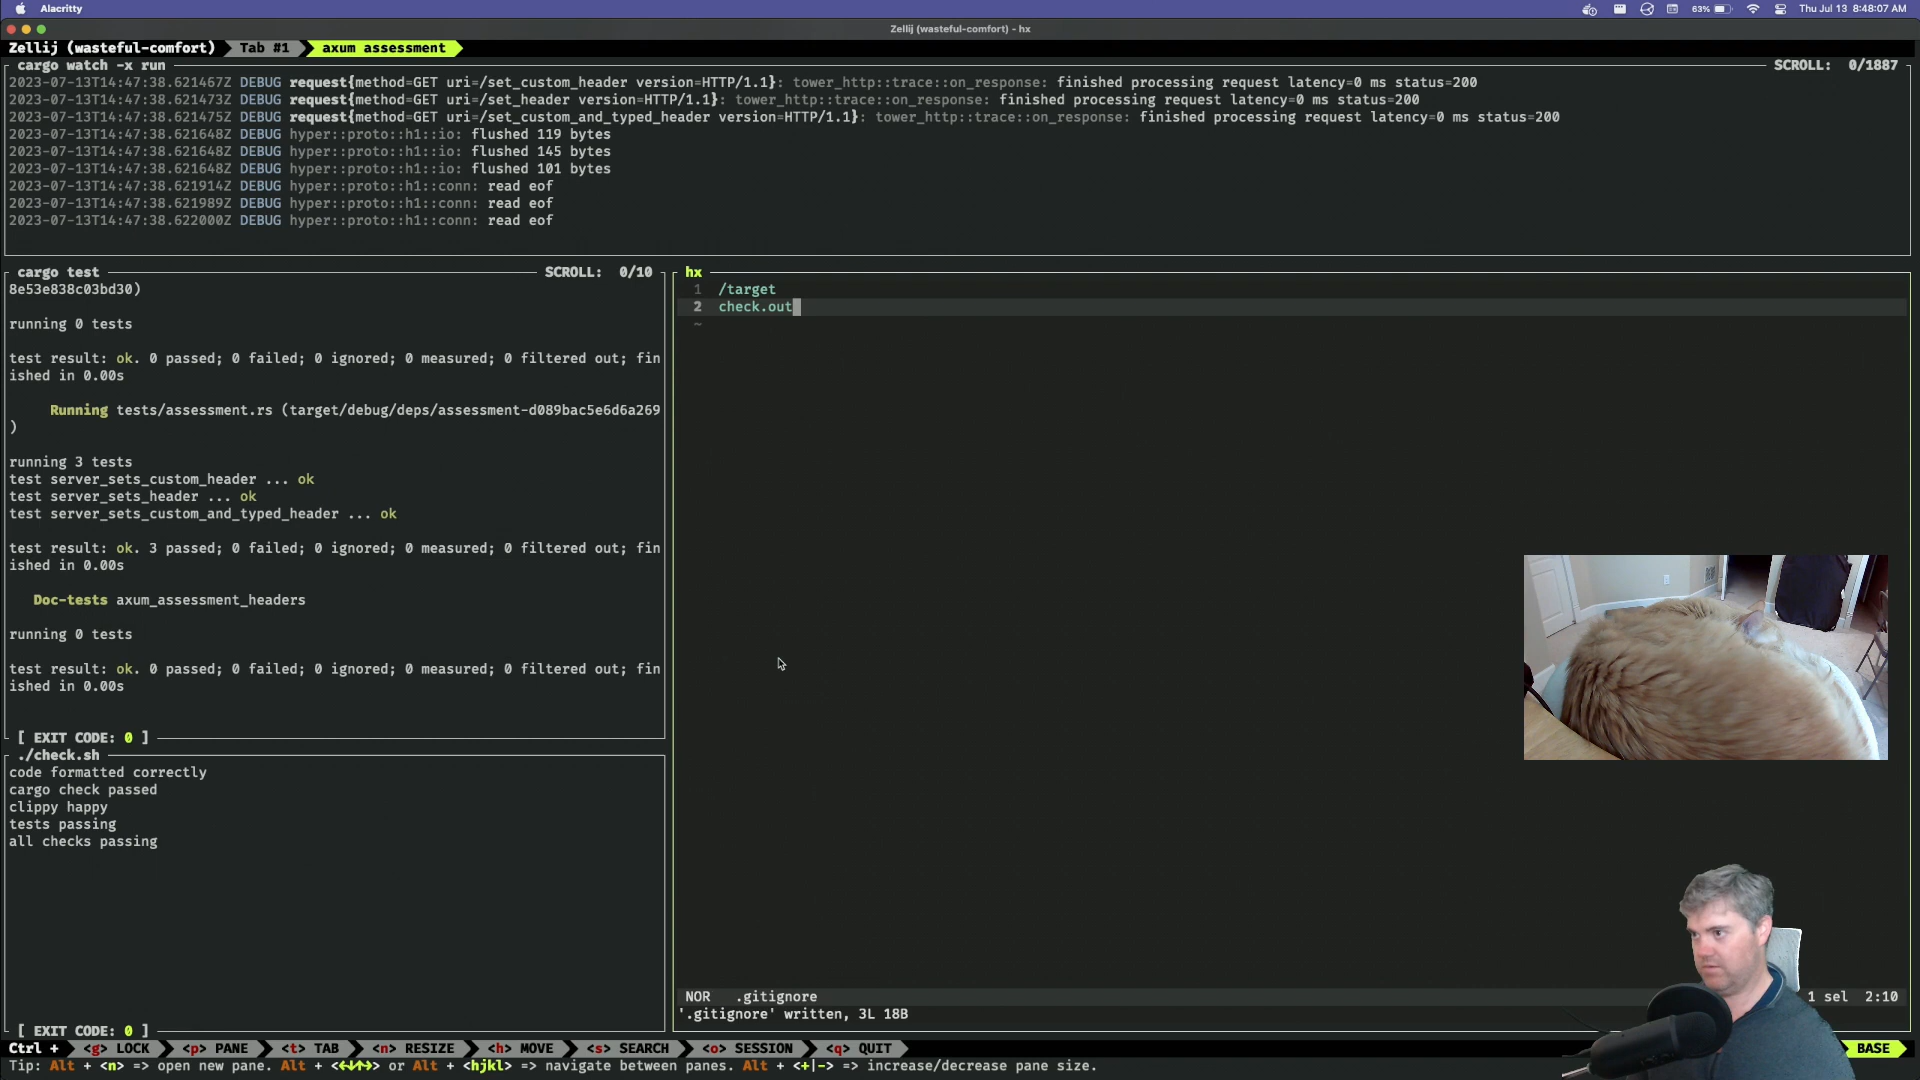 Alacritty
63%
Thu Jul 13 8:48:07 AM
Zellij (wasteful-comfort) - hx
Zellij (wasteful-comfort) Tab #1 axum assessment
cargo watch -x run SCROLL: 0/1887
2023-07-13T14:47:38.621467Z DEBUG request{method=GET uri=/set_custom_header version=HTTP/1.1}: tower_http::trace::on_response: finished processing request latency=0 ms status=200
2023-07-13T14:47:38.621473Z DEBUG request{method=GET uri=/set_header version=HTTP/1.1}: tower_http::trace::on_response: finished processing request latency=0 ms status=200
2023-07-13T14:47:38.621475Z DEBUG request{method=GET uri=/set_custom_and_typed_header version=HTTP/1.1}: tower_http::trace::on_response: finished processing request latency=0 ms status=200
2023-07-13T14:47:38.621648Z DEBUG hyper::proto::h1::io: flushed 119 bytes
2023-07-13T14:47:38.621648Z DEBUG hyper::proto::h1::io: flushed 145 bytes
2023-07-13T14:47:38.621648Z DEBUG hyper::proto::h1::io: flushed 101 bytes
2023-07-13T14:47:38.621914Z DEBUG hyper::proto::h1::conn: read eof
2023-07-13T14:47:38.621989Z DEBUG hyper::proto::h1::conn: read eof
2023-07-13T14:47:38.622000Z DEBUG hyper::proto::h1::conn: read eof
cargo test SCROLL: 0/10
8e53e838c03bd30)
running 0 tests
test result: ok. 0 passed; 0 failed; 0 ignored; 0 measured; 0 filtered out; fin
ished in 0.00s
Running tests/assessment.rs (target/debug/deps/assessment-d089bac5e6d6a269
)
running 3 tests
test server_sets_custom_header ... ok
test server_sets_header ... ok
test server_sets_custom_and_typed_header ... ok
test result: ok. 3 passed; 0 failed; 0 ignored; 0 measured; 0 filtered out; fin
ished in 0.00s
Doc-tests axum_assessment_headers
running 0 tests
test result: ok. 0 passed; 0 failed; 0 ignored; 0 measured; 0 filtered out; fin
ished in 0.00s
[ EXIT CODE: 0 ]
./check.sh
code formatted correctly
cargo check passed
clippy happy
tests passing
all checks passing
[ EXIT CODE: 0 ]
hx
1 /target
2 check.out
~
NOR .gitignore 1 sel 2:10
'.gitignore' written, 3L 18B
Ctrl + <g> LOCK <p> PANE <t> TAB <n> RESIZE <h> MOVE <s> SEARCH <o> SESSION <q> QUIT BASE
Tip: Alt + <n> => open new pane. Alt + <←↓↑→> or Alt + <hjkl> => navigate between panes. Alt + <+|-> => increase/decrease pane size.